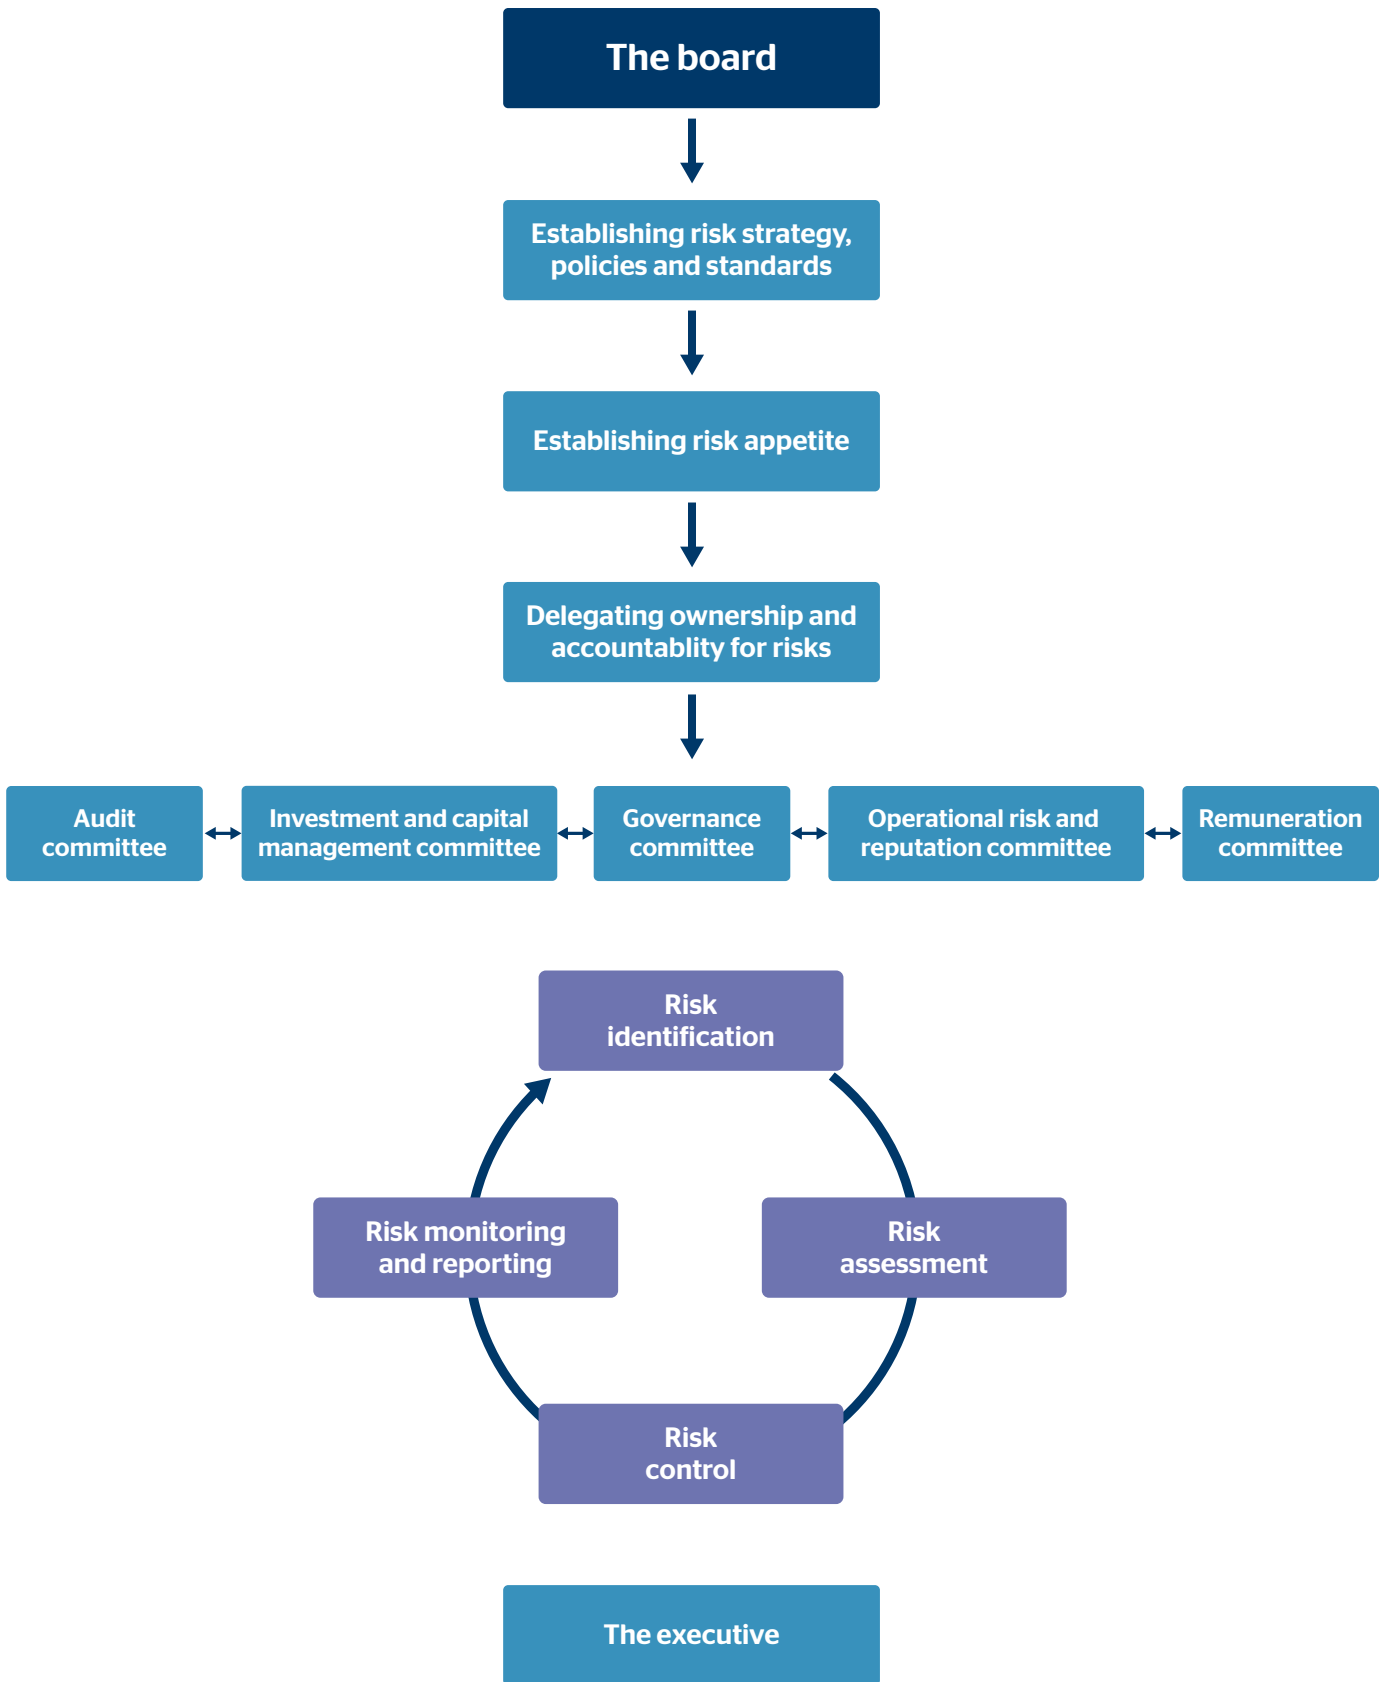 The board
Establishing risk strategy,
policies and standards
Establishing risk appetite
Delegating ownership and
accountablity for risks
Audit
committee
Investment and capital
management committee
Governance
committee
Operational risk and
reputation committee
Remuneration
committee
Risk
identification
Risk monitoring
and reporting
Risk
assessment
Risk
control
The executive